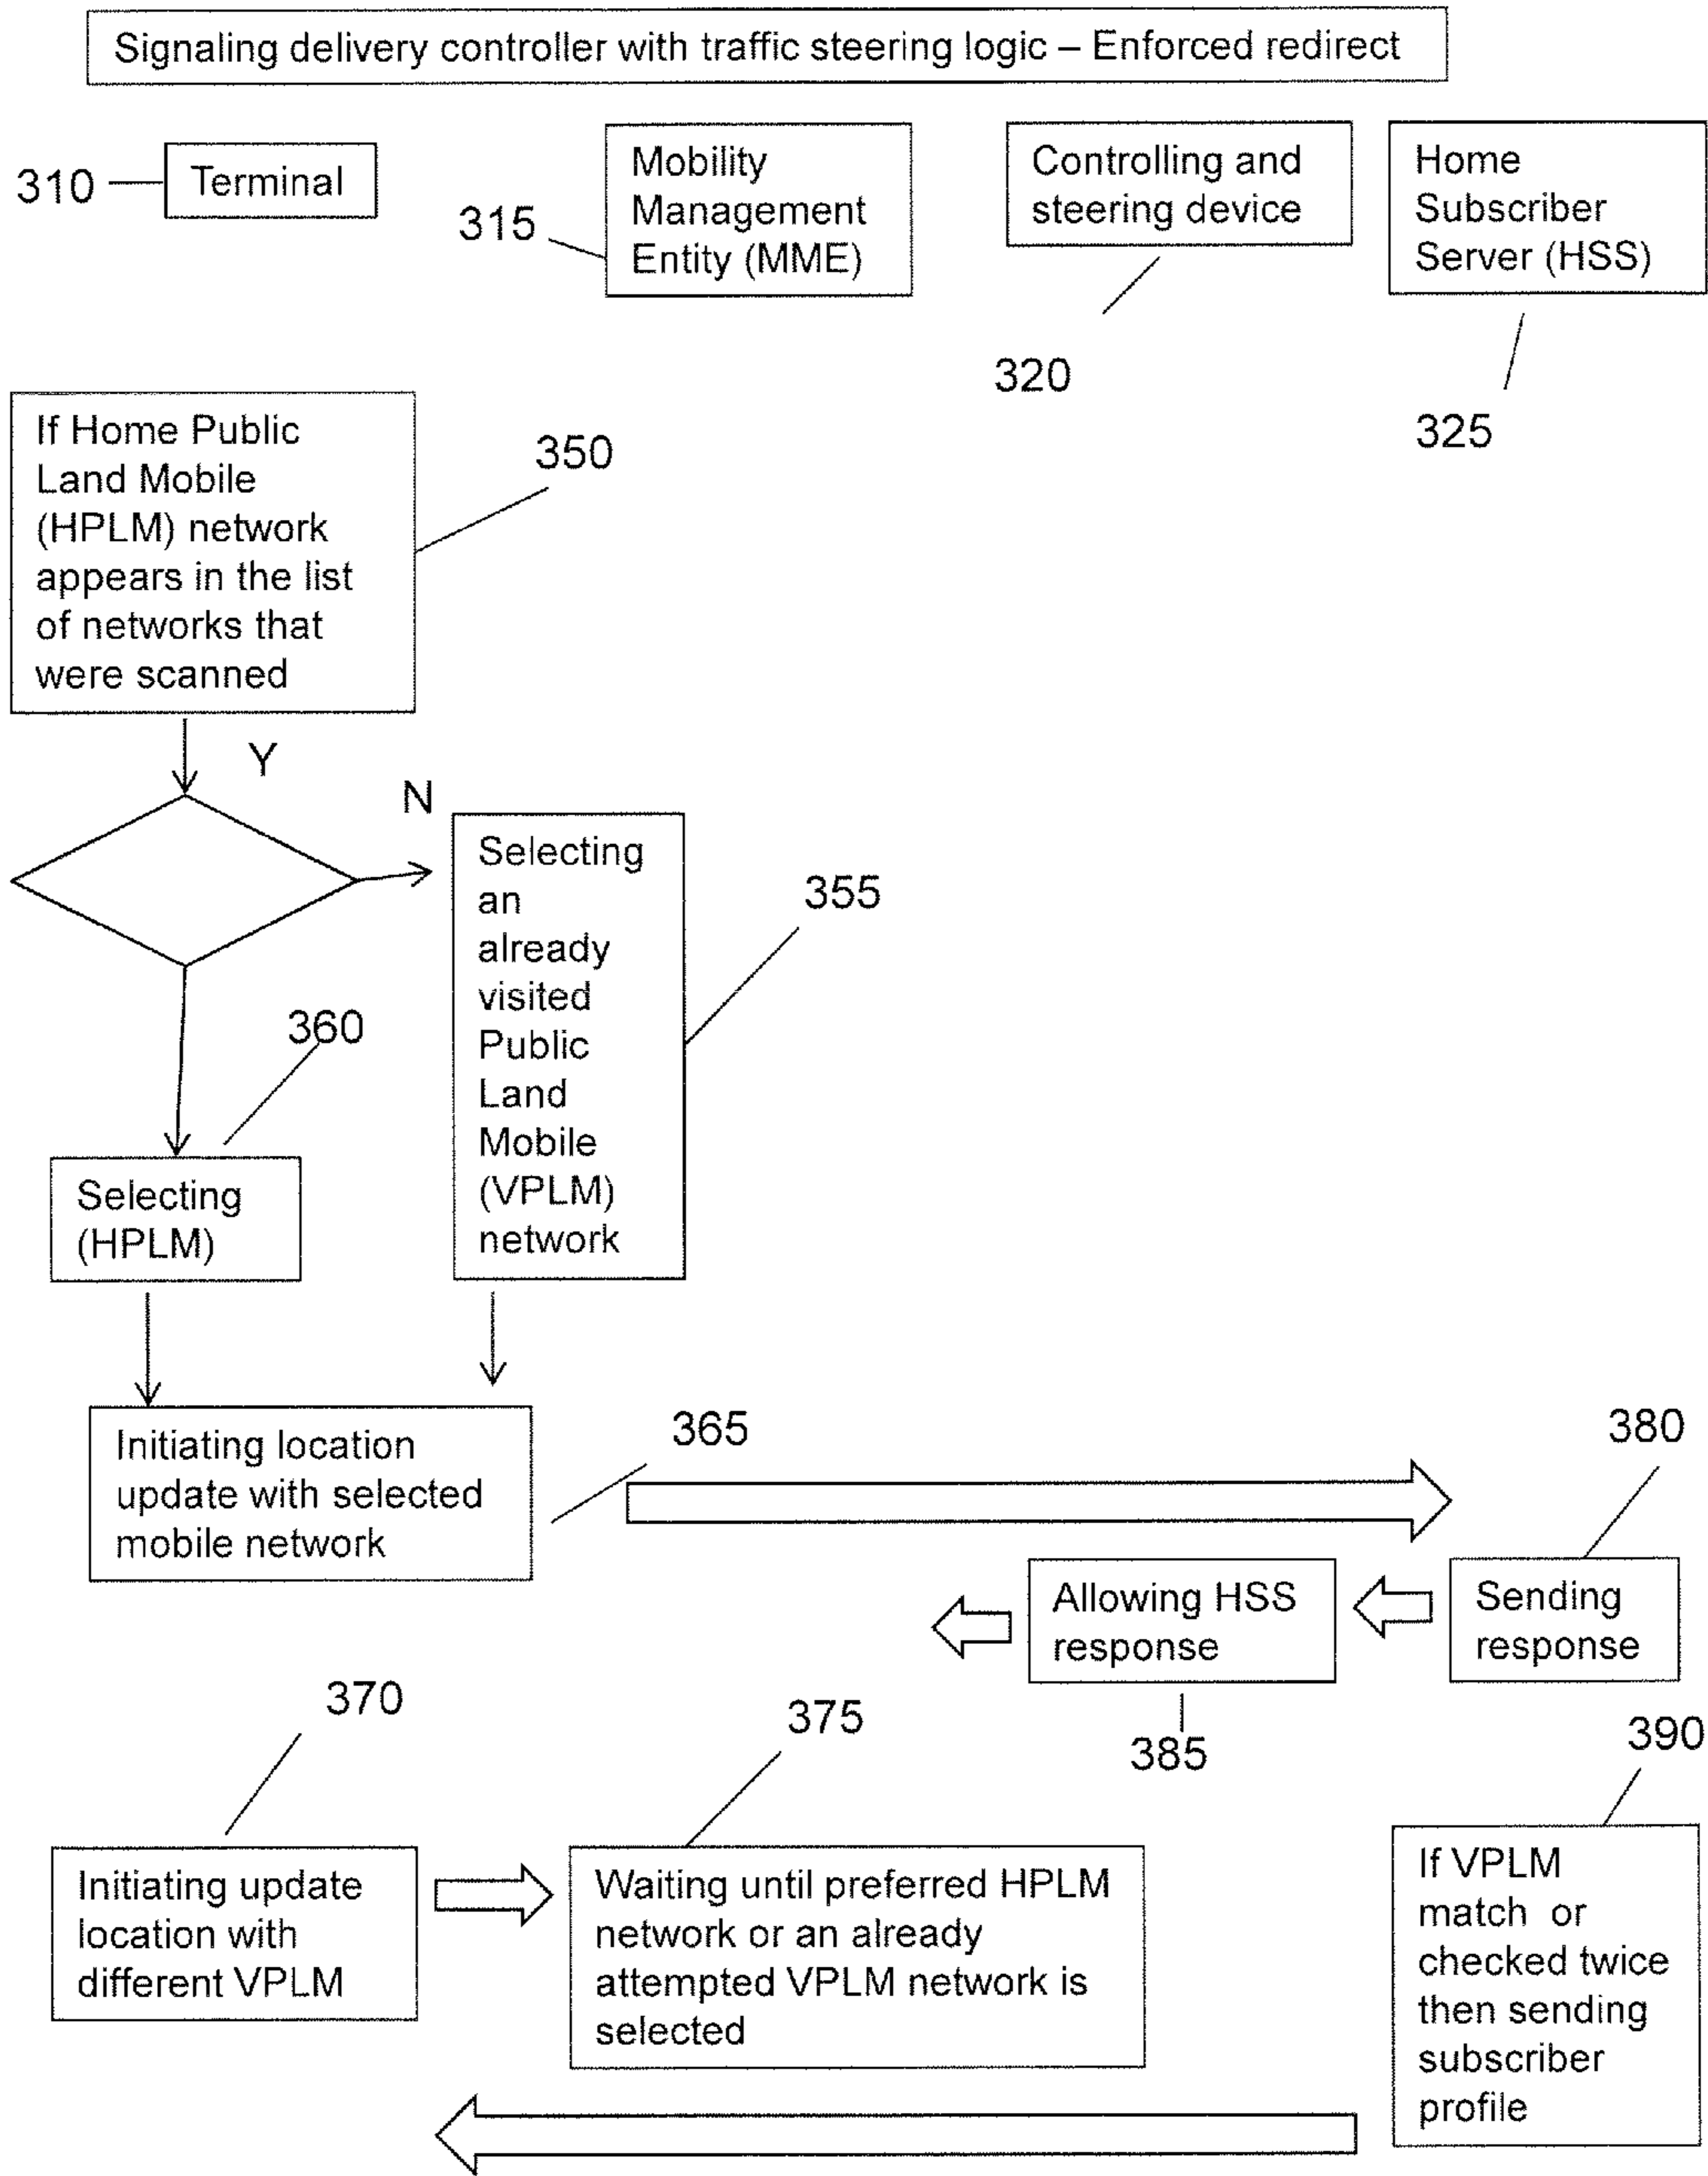 Signaling delivery controller with traffic steering logic – Enforced redirect
310
Terminal
315
Mobility
Management
Entity (MME)
Controlling and
steering device
320
Home
Subscriber
Server (HSS)
325
If Home Public
Land Mobile
(HPLM) network
appears in the list
of networks that
were scanned
350
Y
N
Selecting
an
already
visited
Public
Land
Mobile
(VPLM)
network
355
360
Selecting
(HPLM)
Initiating location
update with selected
mobile network
365
380
Allowing HSS
response
Sending
response
385
370
375
390
Initiating update
location with
different VPLM
Waiting until preferred HPLM
network or an already
attempted VPLM network is
selected
If VPLM
match or
checked twice
then sending
subscriber
profile